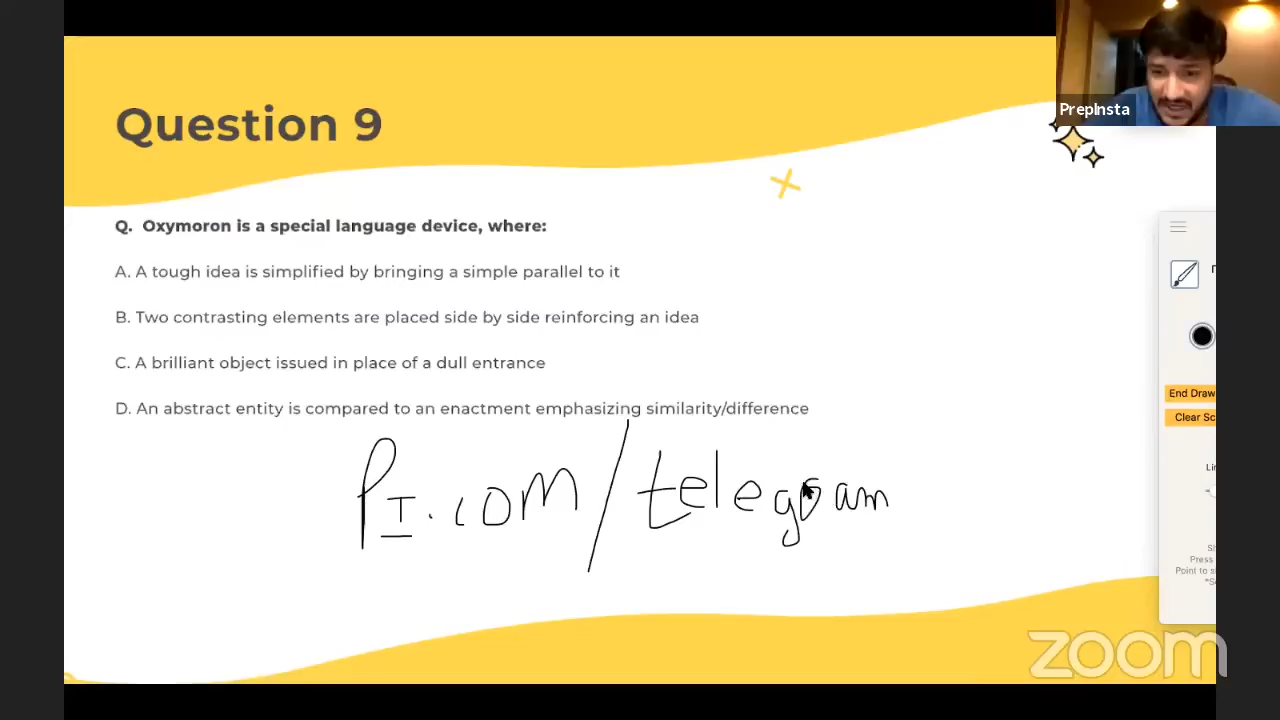 PrepInsta
Question 9
Q. Oxymoron is a special language device, where:
A. A tough idea is simplified by bringing a simple parallel to it
B. Two contrasting elements are placed side by side reinforcing an idea
C. A brilliant object issued in place of a dull entrance
D. An abstract entity is compared to an enactment emphasizing similarity/difference
PI.com/telegram
End Draw
Clear Sc
Press
Point to s
zoom